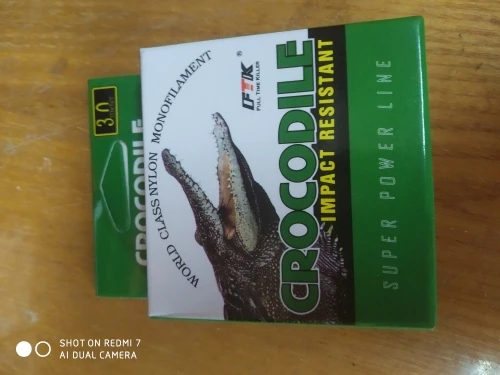 3.0
CROCODILE
WORLD CLASS NYLON MONOFILAMENT
FTK ®
FULL TIME KILLER
CROCODILE
IMPACT RESISTANT
SUPER POWER LINE
SHOT ON REDMI 7
AI DUAL CAMERA